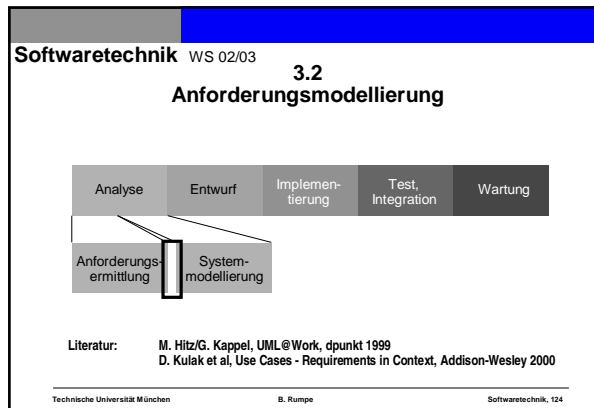 Softwaretechnik WS 02/03
3.2
Anforderungsmodellierung
Analyse
Entwurf
Implemen-
tierung
Test,
Integration
Wartung
Anforderungs-
ermittlung
System-
modellierung
Literatur: M. Hitz/G. Kappel, UML@Work, dpunkt 1999
D. Kulak et al, Use Cases - Requirements in Context, Addison-Wesley 2000
Technische Universität München B. Rumpe Softwaretechnik, 124